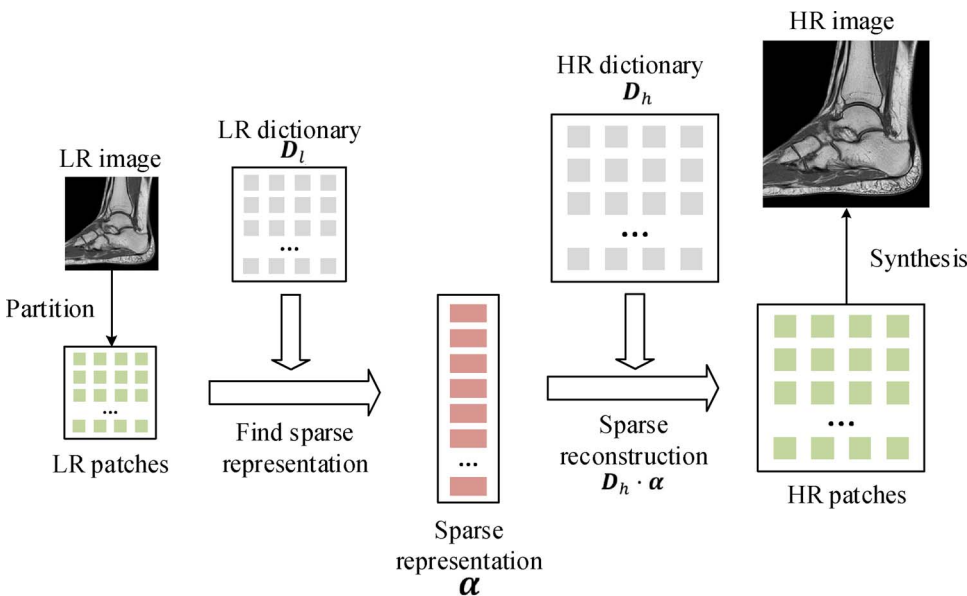 LR image
Partition
LR patches
LR dictionary
D_l
Find sparse
representation
Sparse
representation
α
HR dictionary
D_h
Sparse
reconstruction
D_h · α
HR image
Synthesis
HR patches